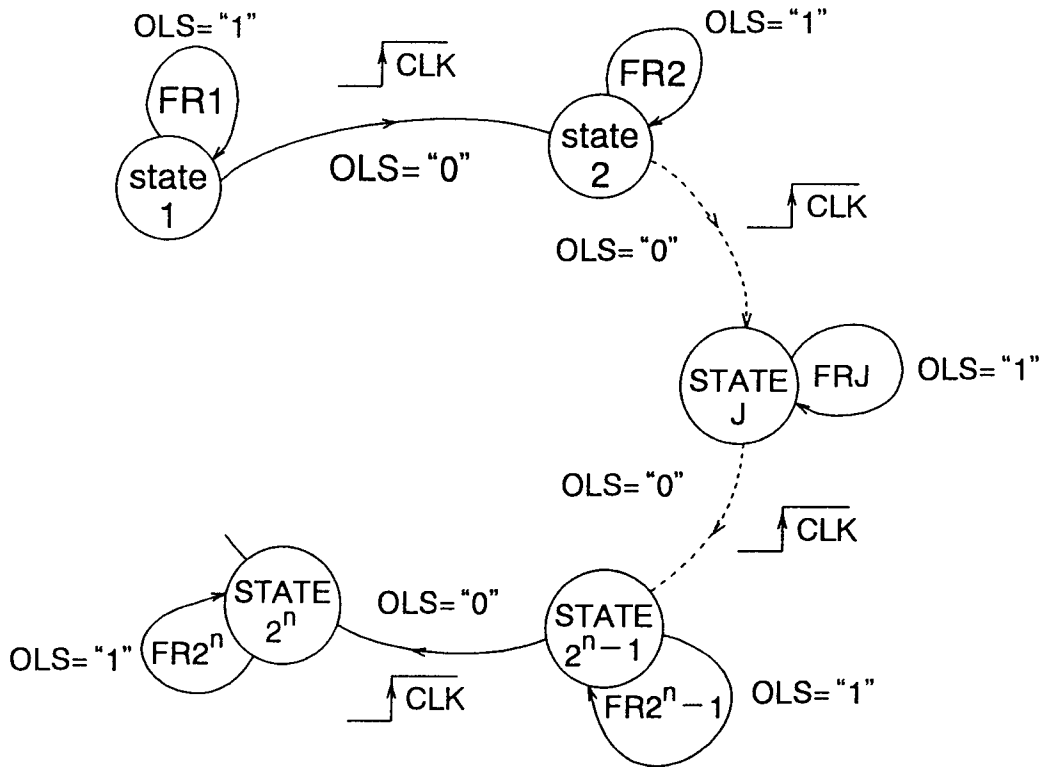 OLS= “1”
FR1
CLK
OLS= “1”
FR2
state
1
OLS= “0”
state
2
CLK
OLS= “0”
STATE
J
FRJ
OLS= “1”
OLS= “0”
CLK
STATE
2ⁿ
OLS= “0”
STATE
2ⁿ−1
OLS= “1”
FR2ⁿ
CLK
FR2ⁿ−1
OLS= “1”